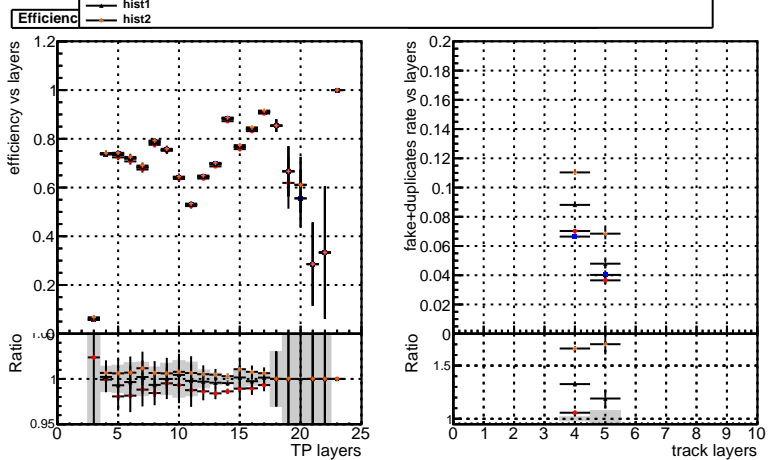 hist1
Efficienc
hist2
1.2
1
0.8
0.6
0.4
0.2
0
efficiency vs layers
1
0.95
Ratio
0 5 10 15 20 25
TP layers
0.2
0.18
0.16
0.14
0.12
0.1
0.08
0.06
0.04
0.02
0
fake+duplicates rate vs layers
1.5
1
Ratio
0 1 2 3 4 5 6 7 8 9 10
track layers